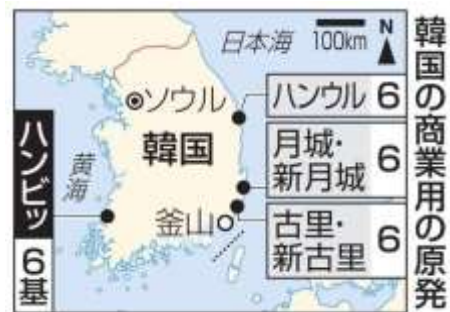 韓国の商業用の原発
日本海
100km
N
ソウル
韓国
黄海
釜山
ハンウル 6
月城・
新月城 6
古里・
新古里 6
ハンビッ 6基